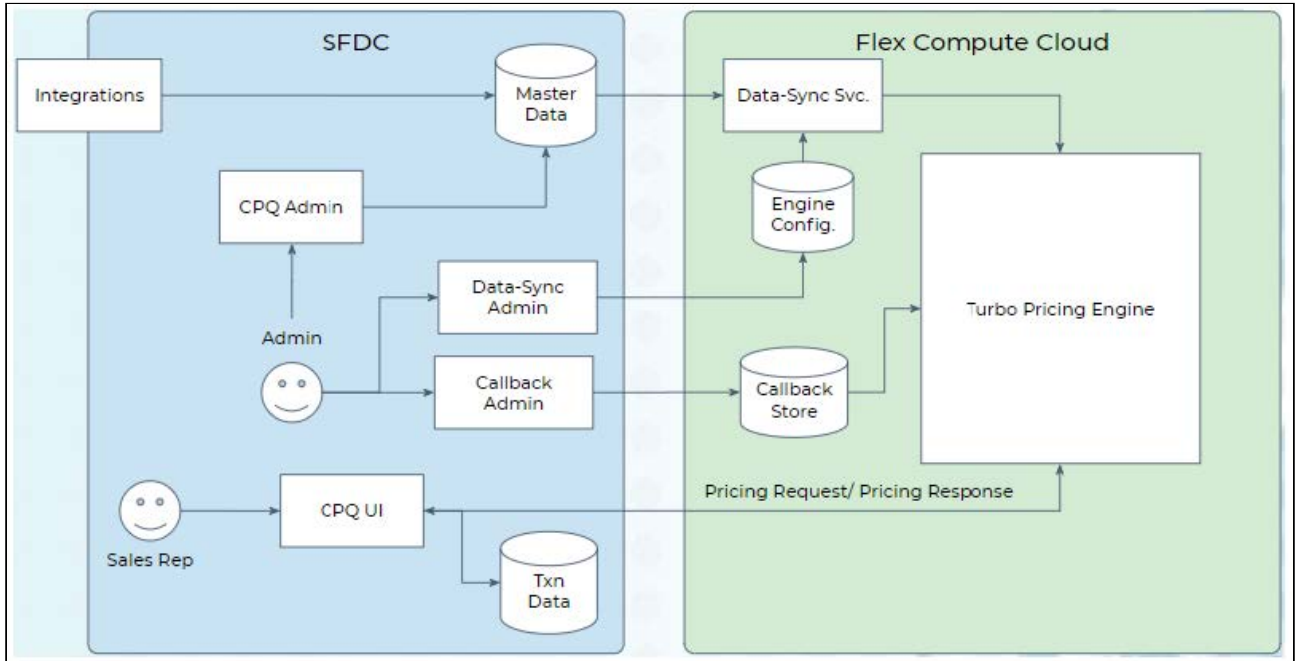 SFDC
Flex Compute Cloud
Integrations
Master
Data
Data-Sync Svc.
CPQ Admin
Engine
Config.
Data-Sync
Admin
Turbo Pricing Engine
Admin
Callback
Admin
Callback
Store
Pricing Request/ Pricing Response
CPQ UI
Sales Rep
Txn
Data